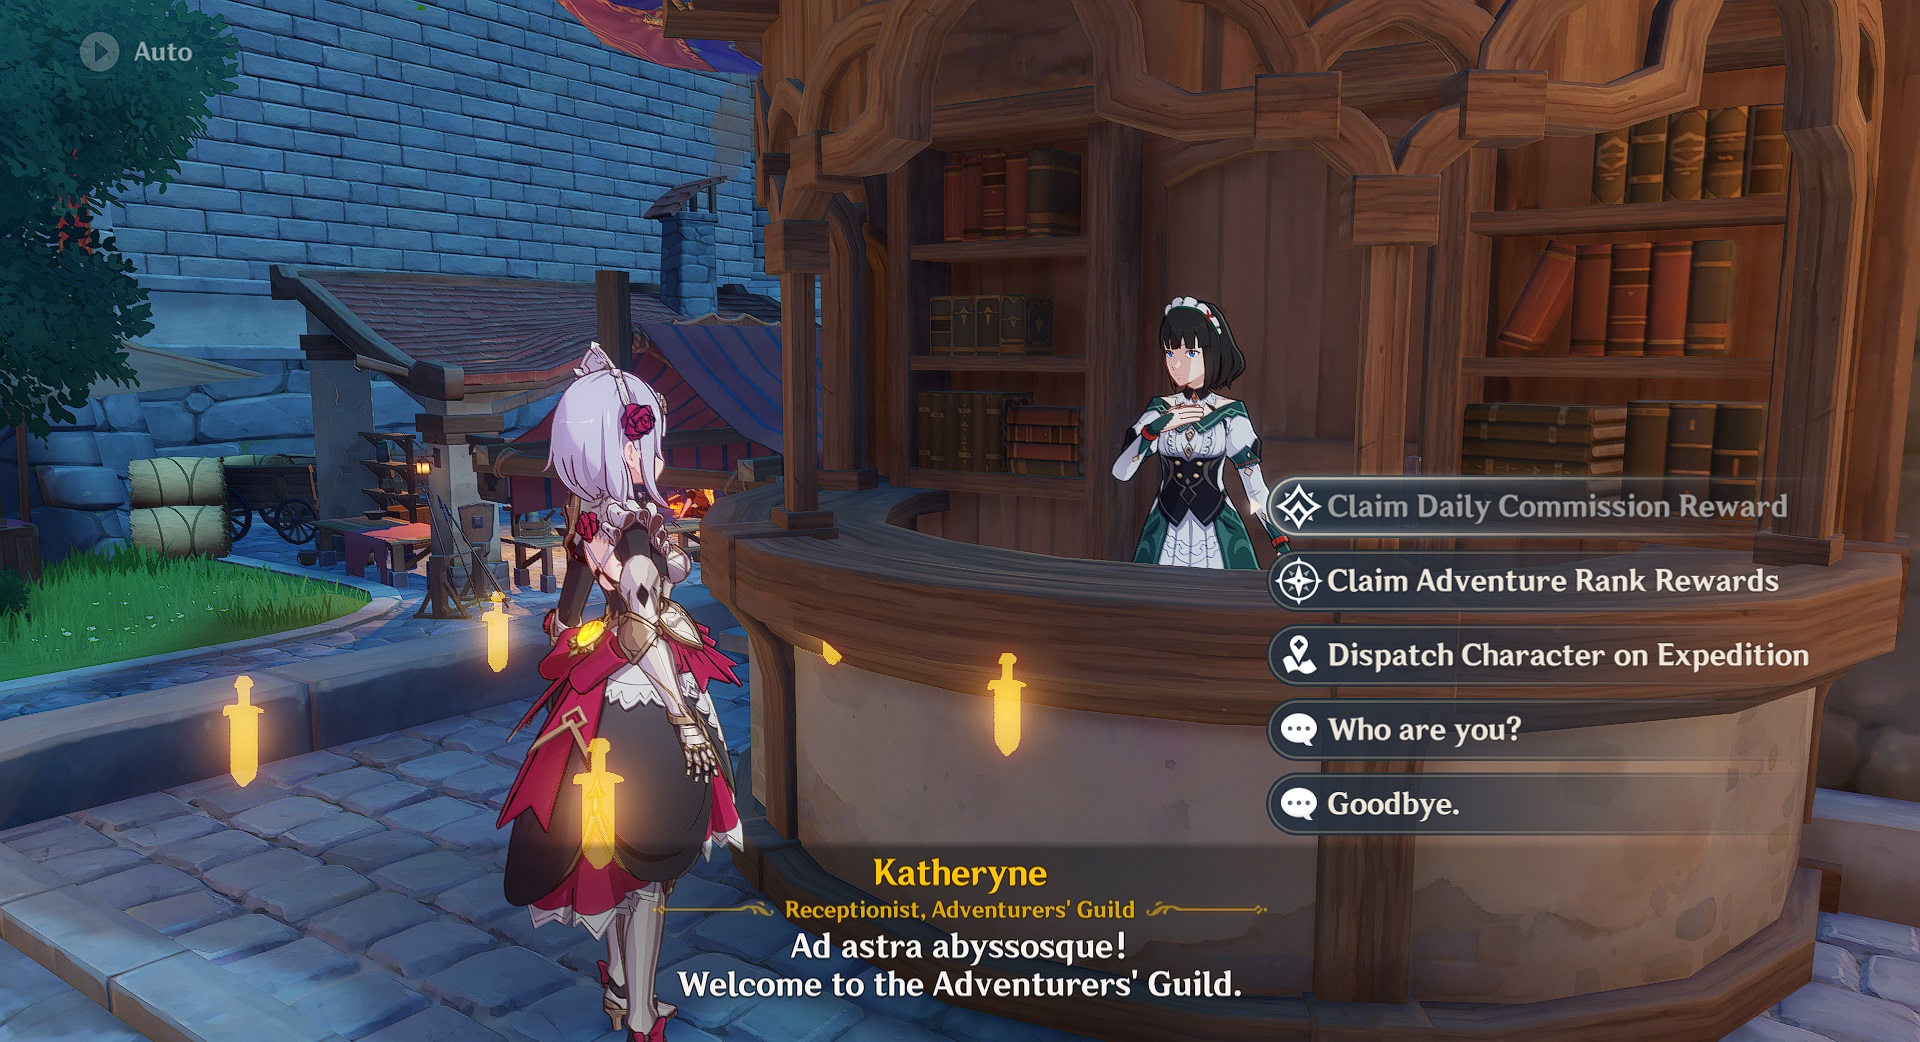 Auto
Claim Daily Commission Reward
Claim Adventure Rank Rewards
Dispatch Character on Expedition
Who are you?
Goodbye.
Katheryne
Receptionist, Adventurers' Guild
Ad astra abyssosque!
Welcome to the Adventurers' Guild.